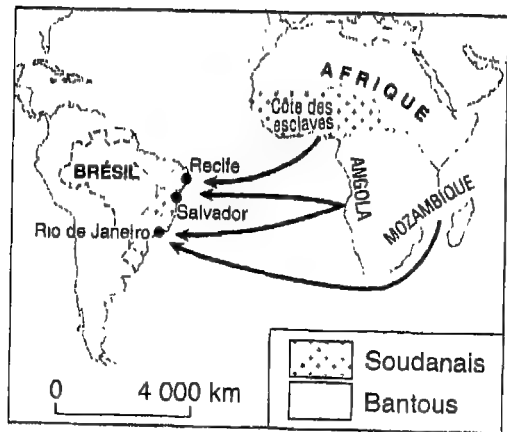 AFRIQUE
Côte des
esclaves
BRÉSIL
Recife
Salvador
Rio de Janeiro
ANGOLA
MOZAMBIQUE
Soudanais
Bantous
0 4 000 km